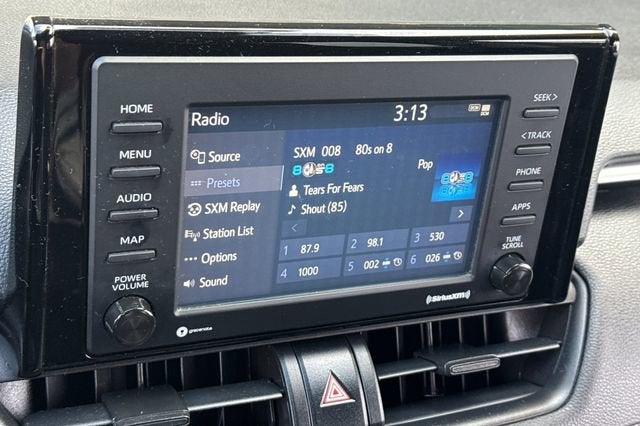 HOME
MENU
AUDIO
MAP
POWER
VOLUME
gracenote
Radio
3:13
DCM
Source
Presets
SXM Replay
Station List
Options
Sound
SXM 008 80s on 8
Pop
Tears For Fears
Shout (85)
<
>
1 87.9
2 98.1
3 530
4 1000
5 002
6 026
SEEK >
< TRACK
PHONE
APPS
TUNE
SCROLL
SiriusXM